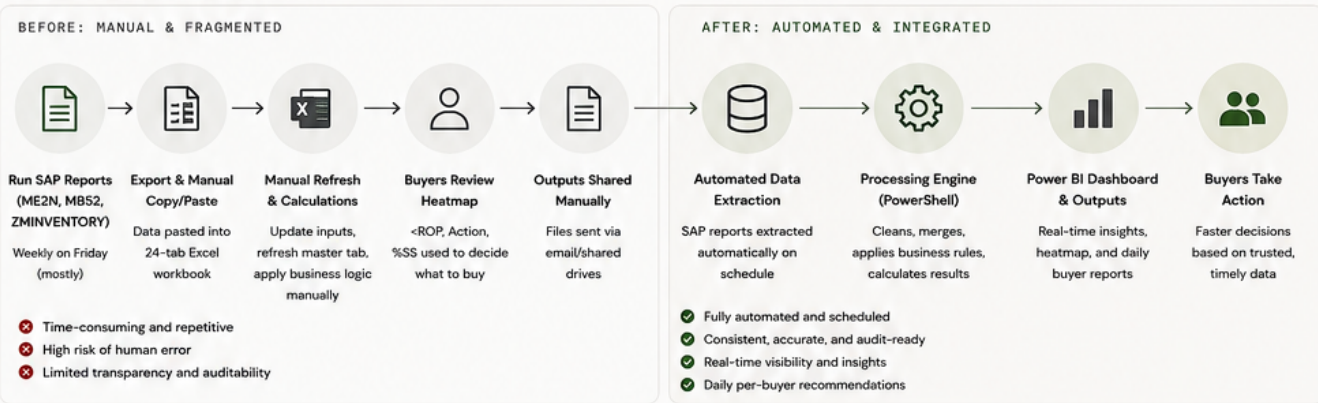 BEFORE: MANUAL & FRAGMENTED
Run SAP Reports
(ME2N, MB52,
ZMINVENTORY)
Weekly on Friday
(mostly)
Export & Manual
Copy/Paste
Data pasted into
24-tab Excel
workbook
X
Manual Refresh
& Calculations
Update inputs,
refresh master tab,
apply business logic
manually
Buyers Review
Heatmap
<ROP, Action,
%SS used to decide
what to buy
Outputs Shared
Manually
Files sent via
email/shared
drives
Time-consuming and repetitive
High risk of human error
Limited transparency and auditability
AFTER: AUTOMATED & INTEGRATED
Automated Data
Extraction
SAP reports extracted
automatically on
schedule
Processing Engine
(PowerShell)
Cleans, merges,
applies business rules,
calculates results
Power BI Dashboard
& Outputs
Real-time insights,
heatmap, and daily
buyer reports
Buyers Take
Action
Faster decisions
based on trusted,
timely data
Fully automated and scheduled
Consistent, accurate, and audit-ready
Real-time visibility and insights
Daily per-buyer recommendations